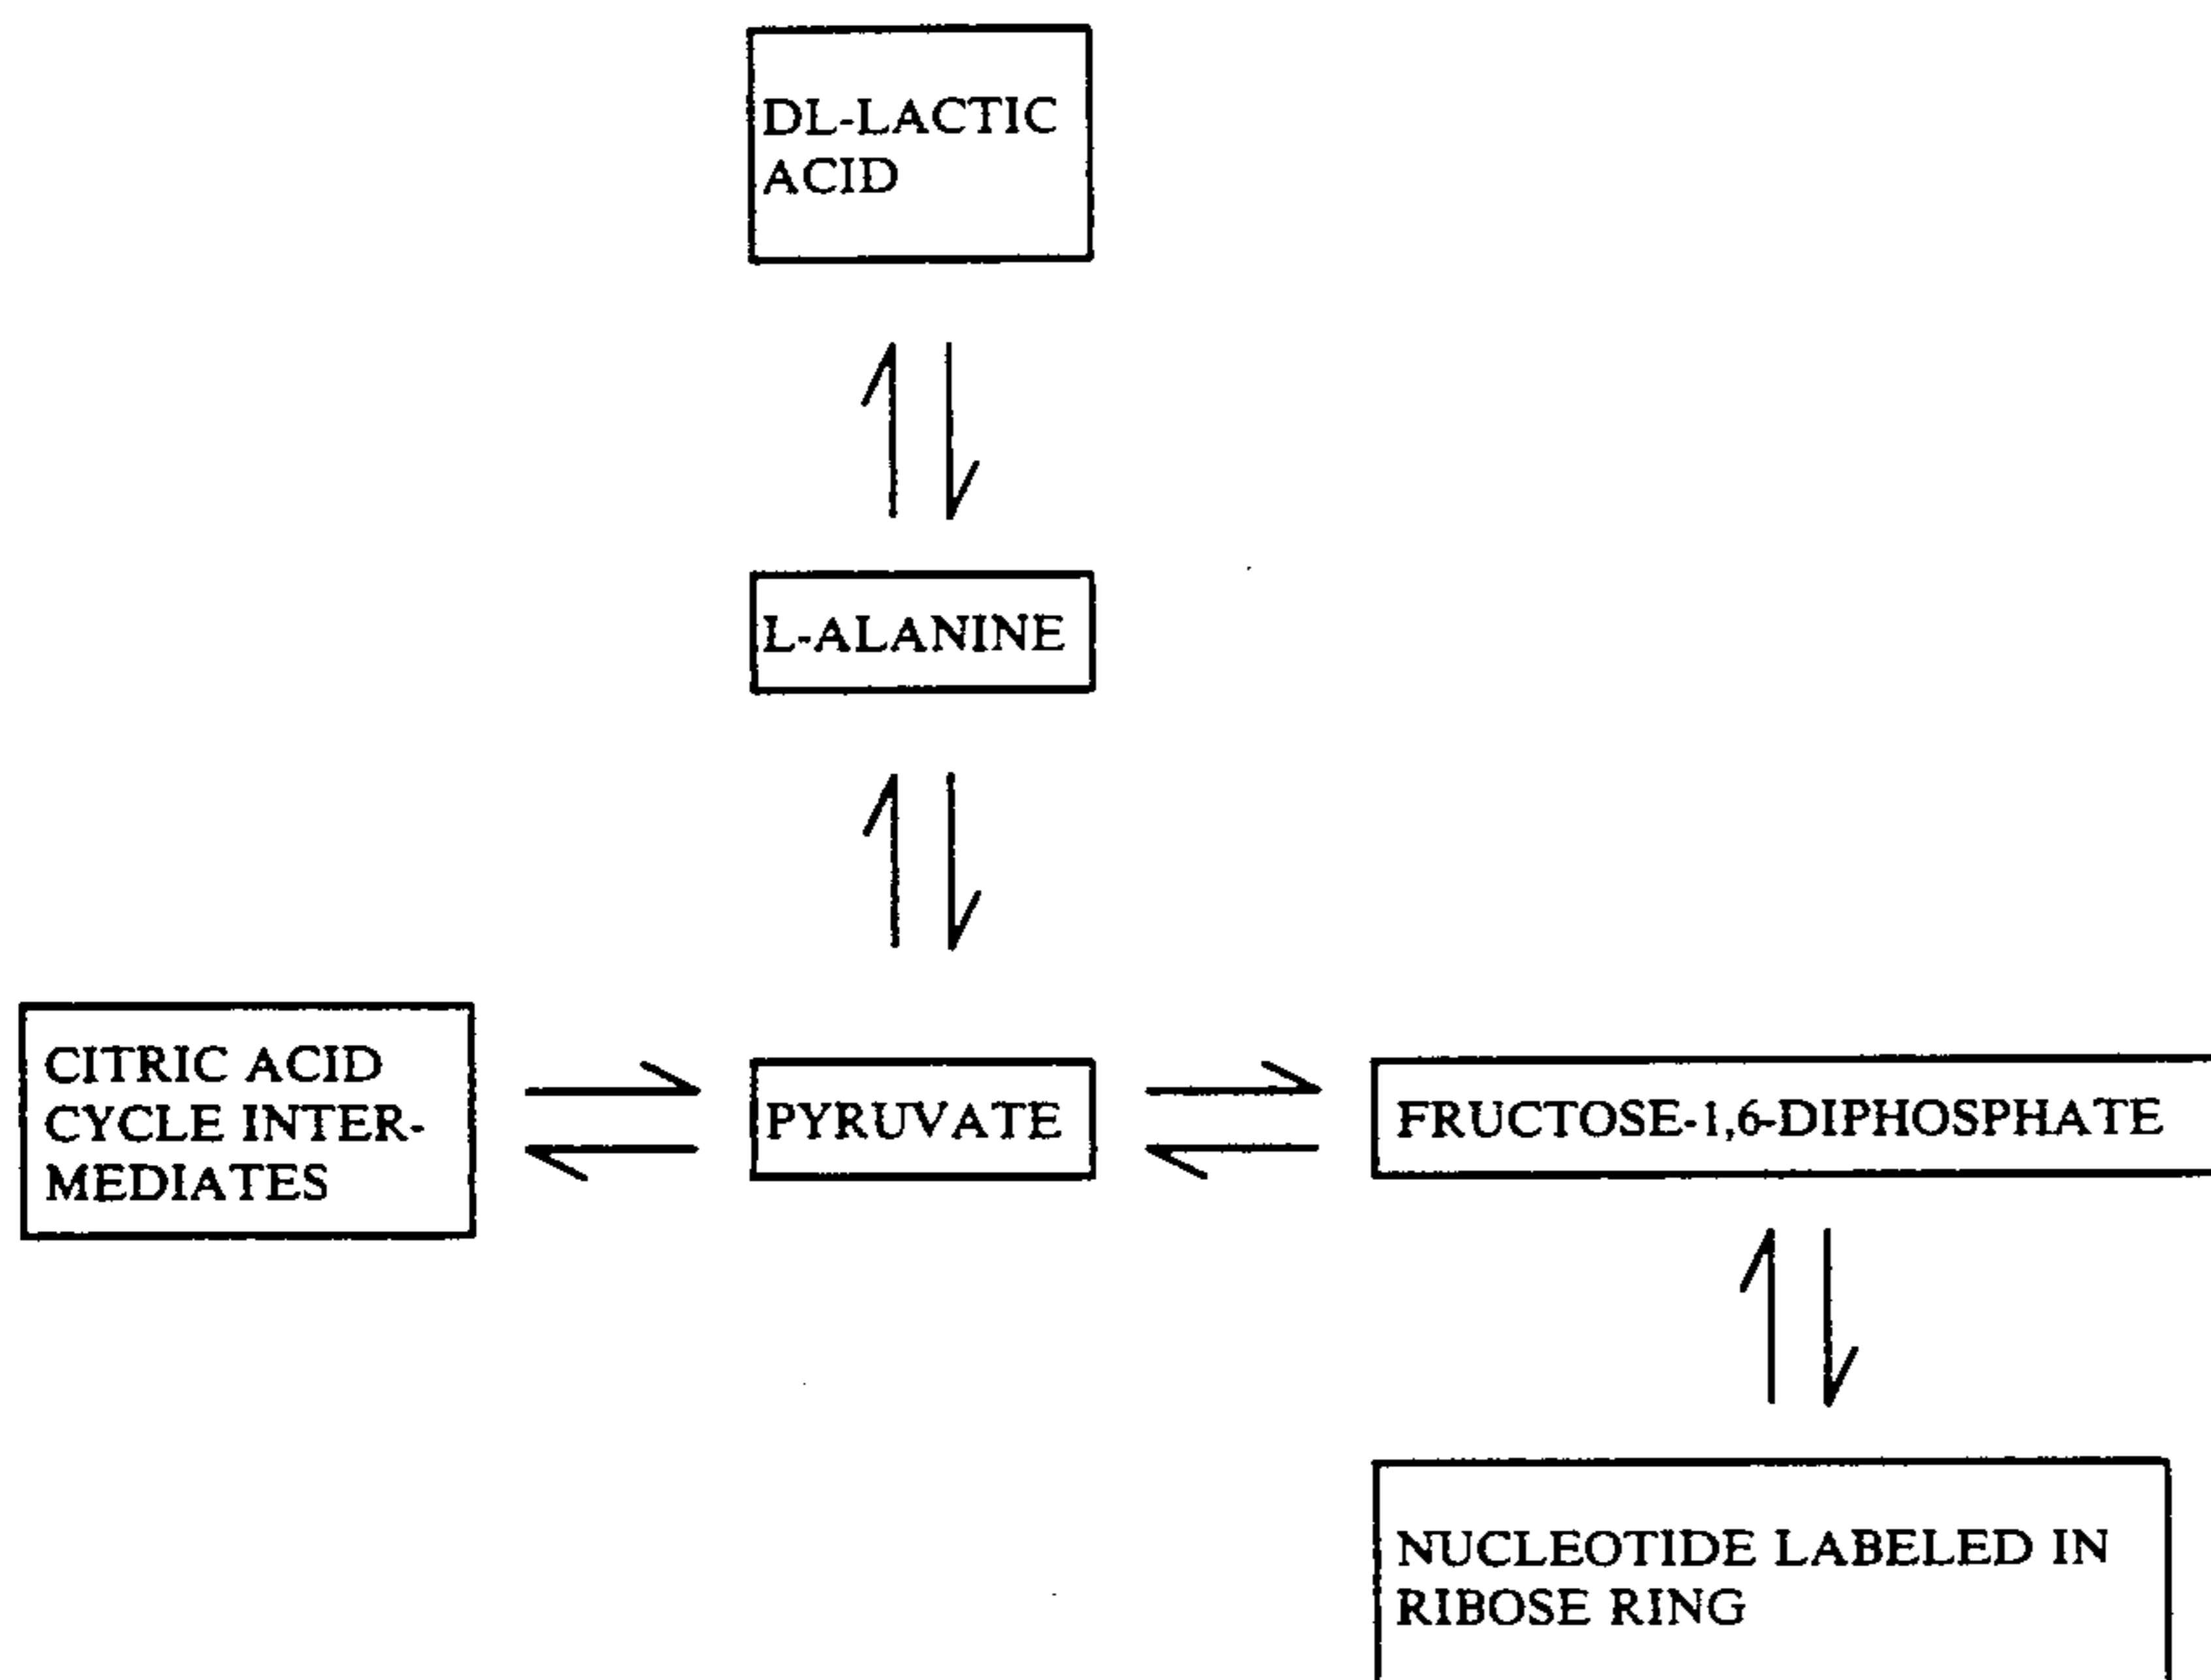 DL-LACTIC
ACID
L-ALANINE
CITRIC ACID
CYCLE INTER-
MEDIATES
PYRUVATE
FRUCTOSE-1,6-DIPHOSPHATE
NUCLEOTIDE LABELED IN
RIBOSE RING